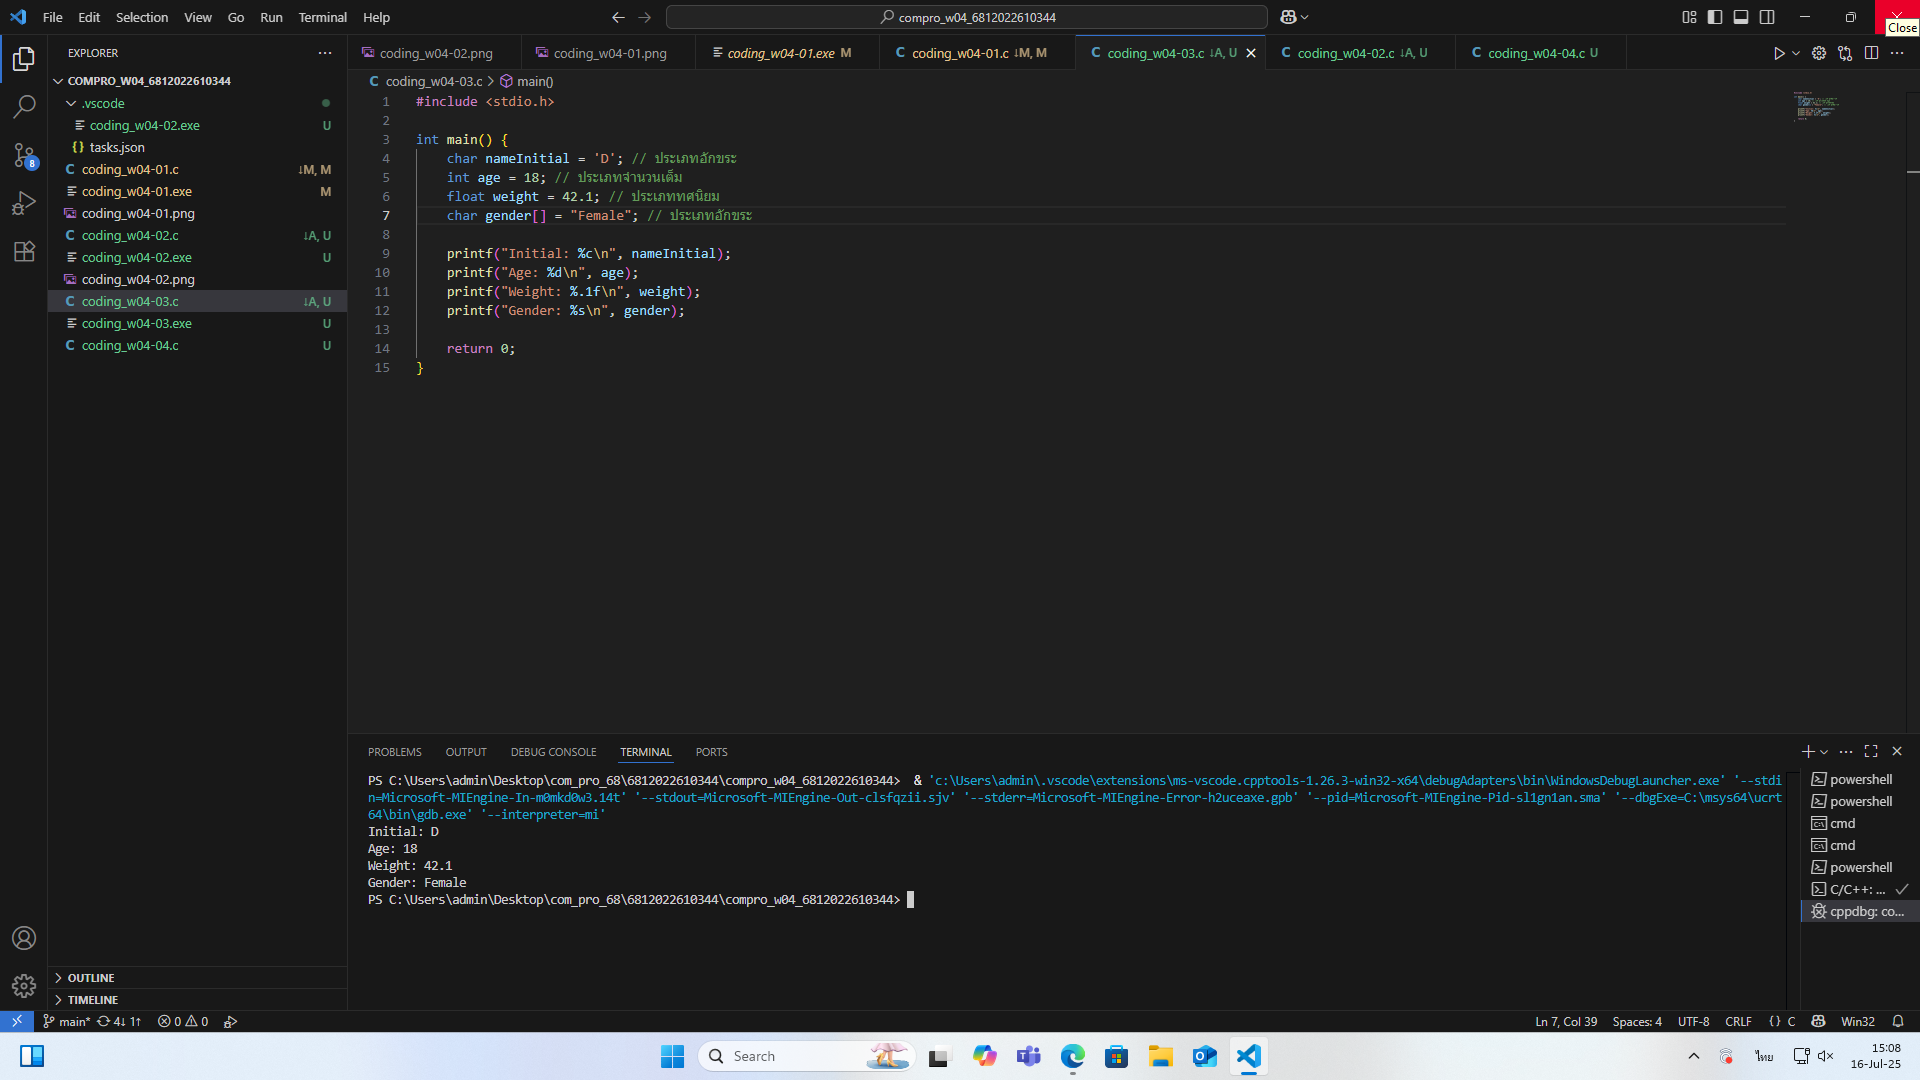 File Edit Selection View Go Run Terminal Help
compro_w04_6812022610344
Close
EXPLORER
coding_w04-02.png
coding_w04-01.png
coding_w04-01.exe M
C coding_w04-01.c ↓M, M
C coding_w04-03.c ↓A, U
C coding_w04-02.c ↓A, U
C coding_w04-04.c U
COMPRO_W04_6812022610344
.vscode
coding_w04-02.exe U
{} tasks.json
C coding_w04-01.c ↓M, M
coding_w04-01.exe M
coding_w04-01.png
C coding_w04-02.c ↓A, U
coding_w04-02.exe U
coding_w04-02.png
C coding_w04-03.c ↓A, U
coding_w04-03.exe U
C coding_w04-04.c U
8
OUTLINE
TIMELINE
C coding_w04-03.c > main()
1 #include <stdio.h>
2
3 int main() {
4 char nameInitial = 'D'; // ประเภทอักขระ
5 int age = 18; // ประเภทจำนวนเต็ม
6 float weight = 42.1; // ประเภททศนิยม
7 char gender[] = "Female"; // ประเภทอักขระ
8
9 printf("Initial: %c\n", nameInitial);
10 printf("Age: %d\n", age);
11 printf("Weight: %.1f\n", weight);
12 printf("Gender: %s\n", gender);
13
14 return 0;
15 }
PROBLEMS OUTPUT DEBUG CONSOLE TERMINAL PORTS
PS C:\Users\admin\Desktop\com_pro_68\6812022610344\compro_w04_6812022610344> & 'c:\Users\admin\.vscode\extensions\ms-vscode.cpptools-1.26.3-win32-x64\debugAdapters\bin\WindowsDebugLauncher.exe' '--stdi
n=Microsoft-MIEngine-In-m0mkd0w3.14t' '--stdout=Microsoft-MIEngine-Out-clsfqzii.sjv' '--stderr=Microsoft-MIEngine-Error-h2uceaxe.gpb' '--pid=Microsoft-MIEngine-Pid-sl1gn1an.sma' '--dbgExe=C:\msys64\ucrt
64\bin\gdb.exe' '--interpreter=mi'
Initial: D
Age: 18
Weight: 42.1
Gender: Female
PS C:\Users\admin\Desktop\com_pro_68\6812022610344\compro_w04_6812022610344>
powershell
powershell
cmd
cmd
powershell
C/C++: ...
cppdbg: co...
main* 4↓ 1↑ 0 0
Ln 7, Col 39 Spaces: 4 UTF-8 CRLF {} C Win32
Search
ไทย
15:08
16-Jul-25